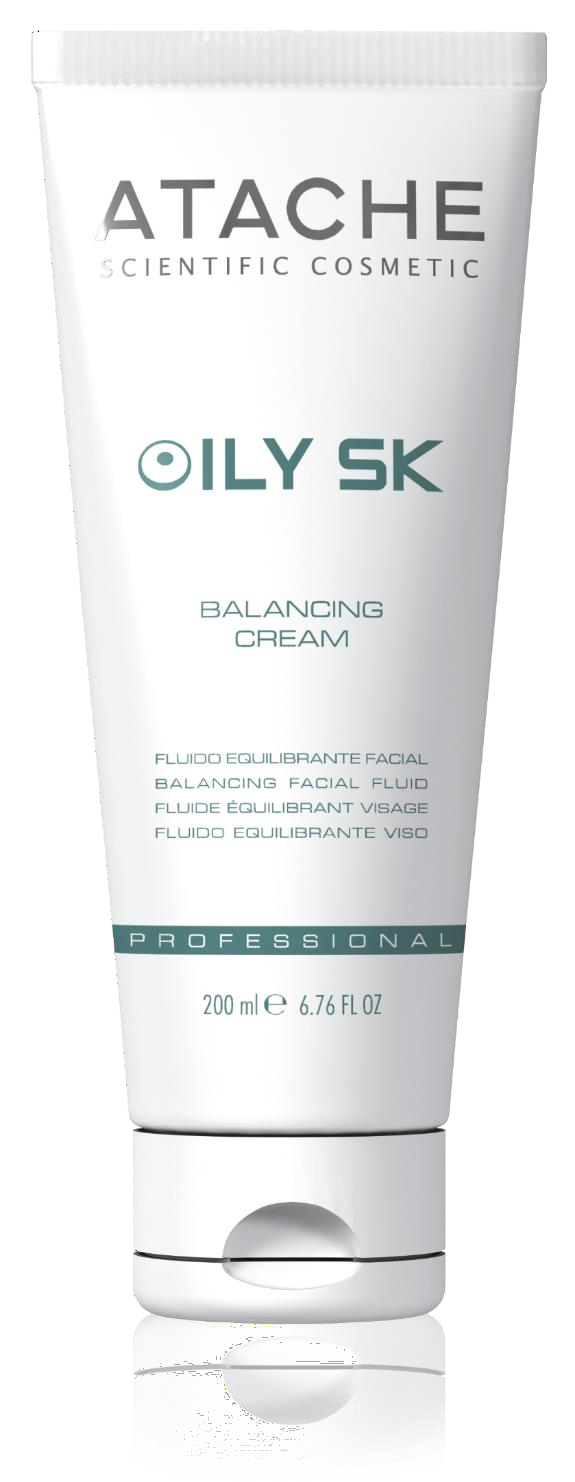 ATACHE
SCIENTIFIC COSMETIC
OILY SK
BALANCING
CREAM
FLUIDO EQUILIBRANTE FACIAL
BALANCING FACIAL FLUID
FLUIDE ÉQUILIBRANT VISAGE
FLUIDO EQUILIBRANTE VISO
PROFESSIONAL
200 ml ℮ 6.76 FL OZ